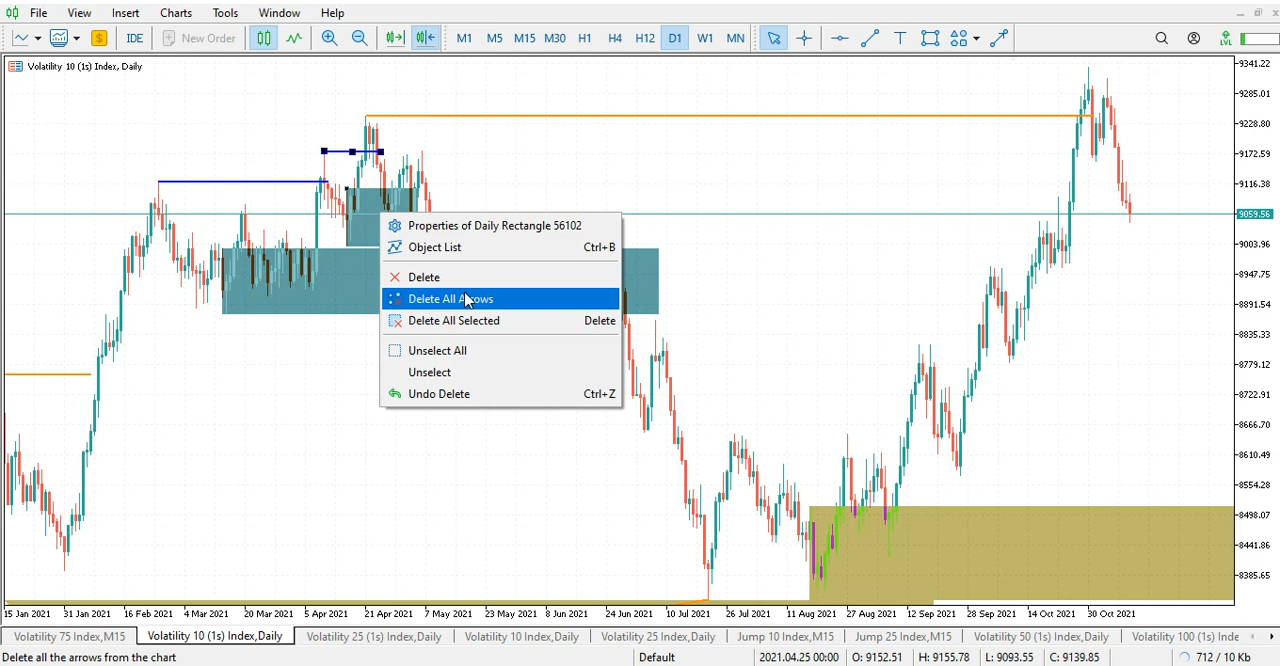 File View Insert Charts Tools Window Help
IDE New Order M1 M5 M15 M30 H1 H4 H12 D1 W1 MN T LVL
Volatility 10 (1s) Index, Daily
9341.22
9285.01
9228.80
9172.59
9116.38
9059.56
9003.96
8947.75
8891.54
8835.33
8779.12
8722.91
8666.70
8610.49
8554.28
8498.07
8441.86
8385.65
Properties of Daily Rectangle 56102
Object List Ctrl+B
Delete
Delete All Arrows
Delete All Selected Delete
Unselect All
Unselect
Undo Delete Ctrl+Z
15 Jan 2021 31 Jan 2021 16 Feb 2021 4 Mar 2021 20 Mar 2021 5 Apr 2021 21 Apr 2021 7 May 2021 23 May 2021 8 Jun 2021 24 Jun 2021 10 Jul 2021 26 Jul 2021 11 Aug 2021 27 Aug 2021 12 Sep 2021 28 Sep 2021 14 Oct 2021 30 Oct 2021
Volatility 75 Index,M15 Volatility 10 (1s) Index,Daily Volatility 25 (1s) Index,Daily Volatility 10 Index,Daily Volatility 25 Index,Daily Jump 10 Index,M15 Jump 25 Index,M15 Volatility 50 (1s) Index,Daily Volatility 100 (1s) Inde
Delete all the arrows from the chart Default 2021.04.25 00:00 O: 9152.51 H: 9155.78 L: 9093.55 C: 9139.85 712 / 10 Kb